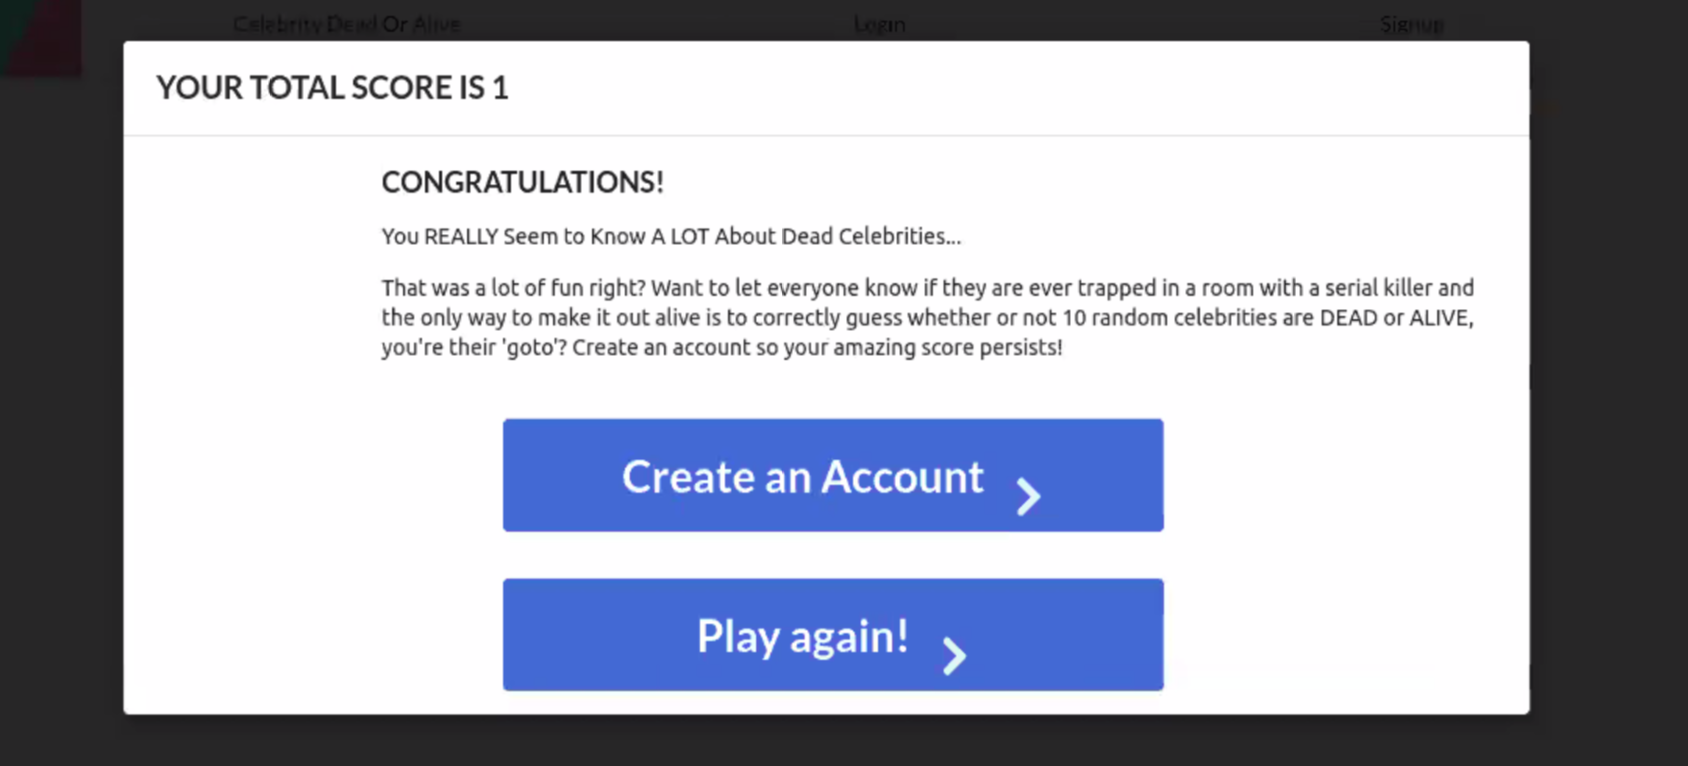 Celebrity Dead Or Alive Login Signup
YOUR TOTAL SCORE IS 1
CONGRATULATIONS!
You REALLY Seem to Know A LOT About Dead Celebrities...
That was a lot of fun right? Want to let everyone know if they are ever trapped in a room with a serial killer and
the only way to make it out alive is to correctly guess whether or not 10 random celebrities are DEAD or ALIVE,
you're their 'goto'? Create an account so your amazing score persists!
Create an Account
Play again!